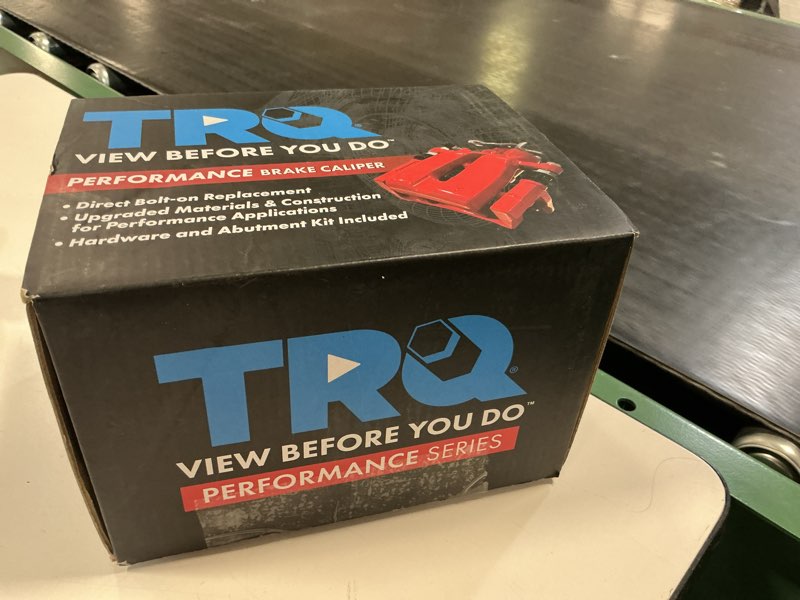 TRQ
VIEW BEFORE YOU DO™
PERFORMANCE BRAKE CALIPER
• Direct Bolt-on Replacement
• Upgraded Materials & Construction
for Performance Applications
• Hardware and Abutment Kit Included
TRQ®
VIEW BEFORE YOU DO™
PERFORMANCE SERIES